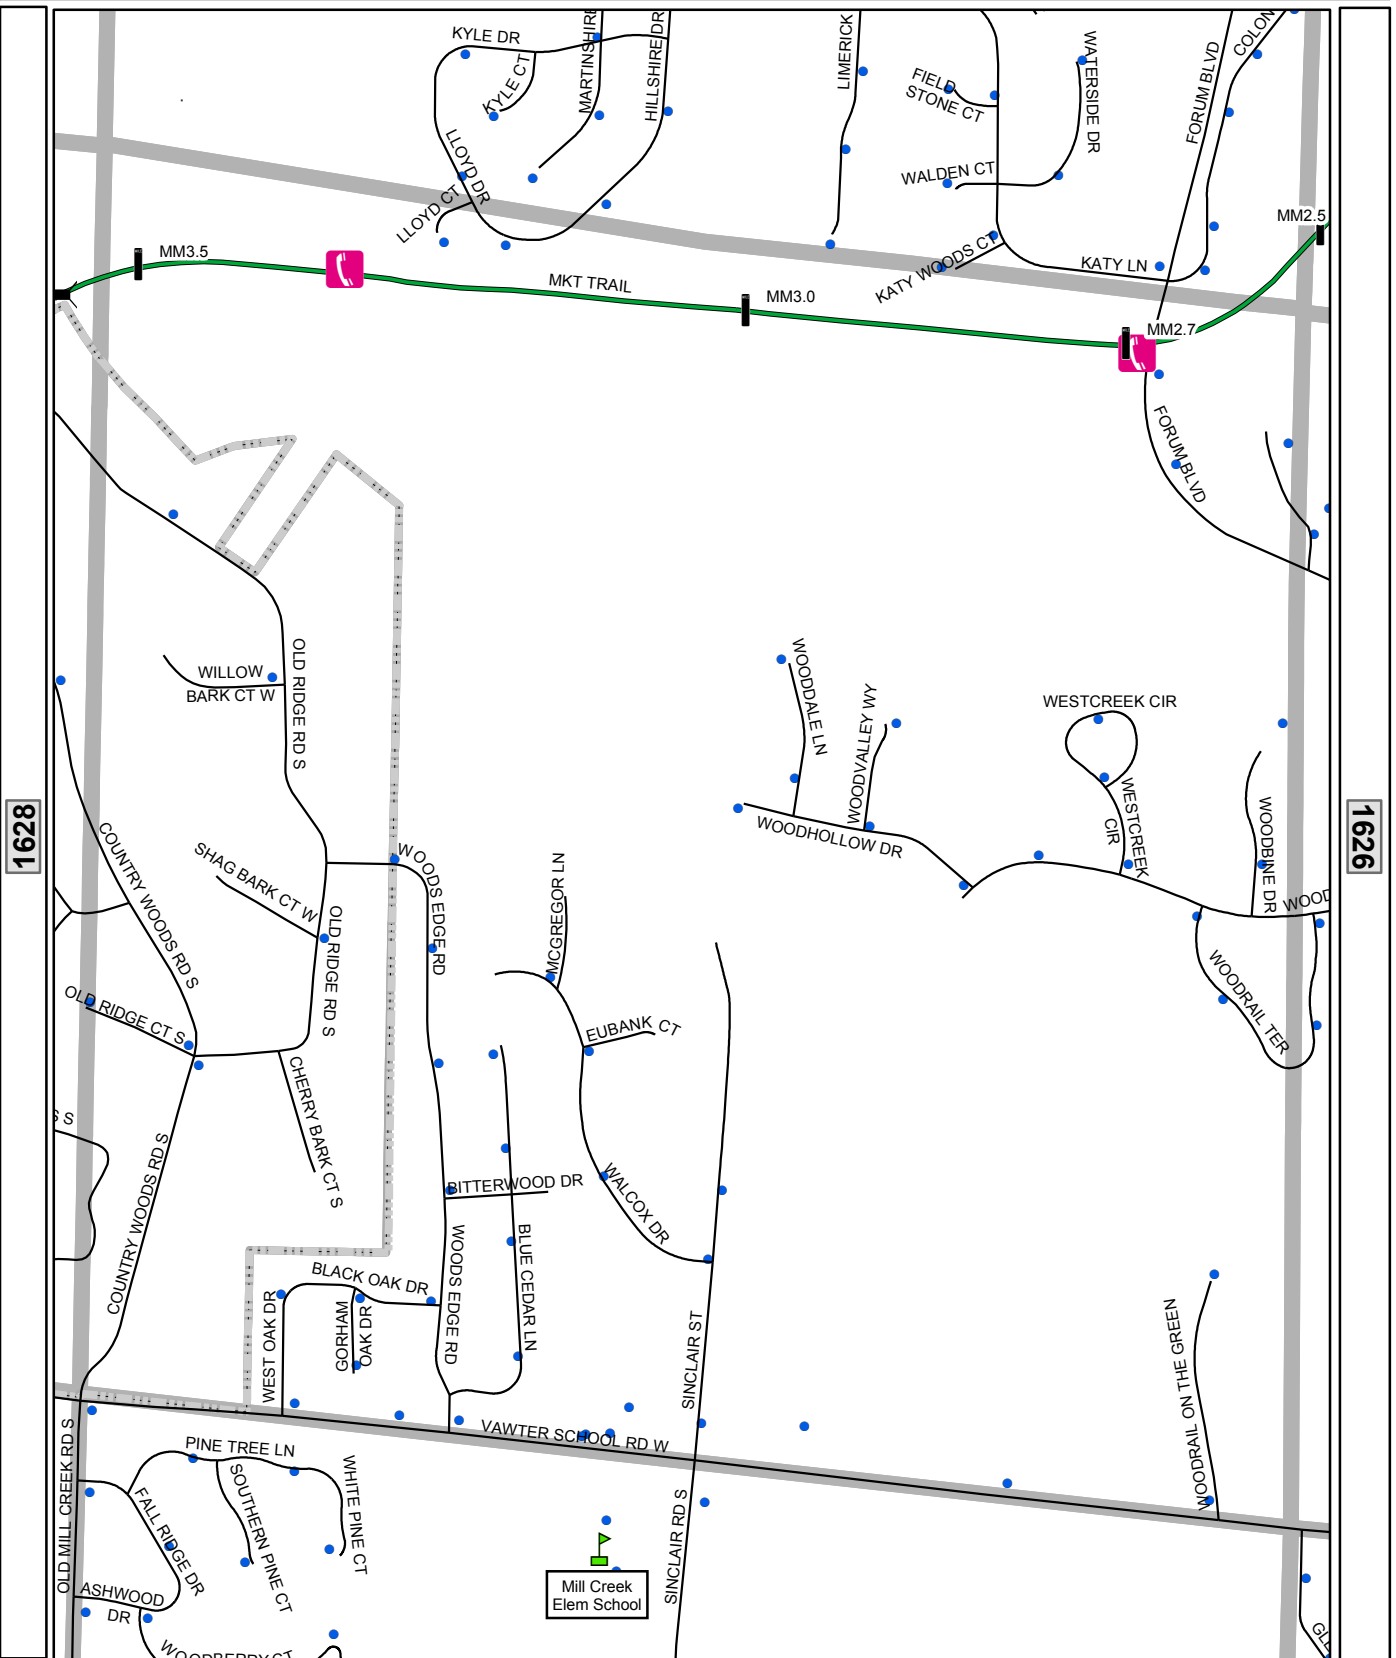 KYLE DR
KYLE CT
MARTINSHIRE
HILLSHIRE DR
LIMERICK
FIELD
STONE CT
WATERSIDE DR
FORUM BLVD
COLON
LLOYD DR
LLOYD CT
WALDEN CT
KATY WOODS CT
KATY LN
MM2.5
MM3.5
MKT TRAIL
MM3.0
MM2.7
FORUM BLVD
WILLOW
BARK CT W
OLD RIDGE RD S
WOODDALE LN
WOODVALLEY WY
WESTCREEK CIR
WESTCREEK
CIR
WOODHOLLOW DR
WOODBINE DR
WOOD
1628
1626
COUNTRY WOODS RD S
SHAG BARK CT W
OLD RIDGE RD S
WOODS EDGE RD
MCGREGOR LN
WOODRAIL TER
OLD RIDGE CT S
EUBANK CT
CHERRY BARK CT S
S S
COUNTRY WOODS RD S
BITTERWOOD DR
WALCOX DR
WOODS EDGE RD
BLUE CEDAR LN
BLACK OAK DR
WEST OAK DR
GORHAM
OAK DR
SINCLAIR ST
WOODRAIL ON THE GREEN
VAWTER SCHOOL RD W
OLD MILL CREEK RD S
PINE TREE LN
SOUTHERN PINE CT
WHITE PINE CT
FALL RIDGE DR
ASHWOOD
DR
WOODBERRY CT
SINCLAIR RD S
Mill Creek
Elem School
GLE